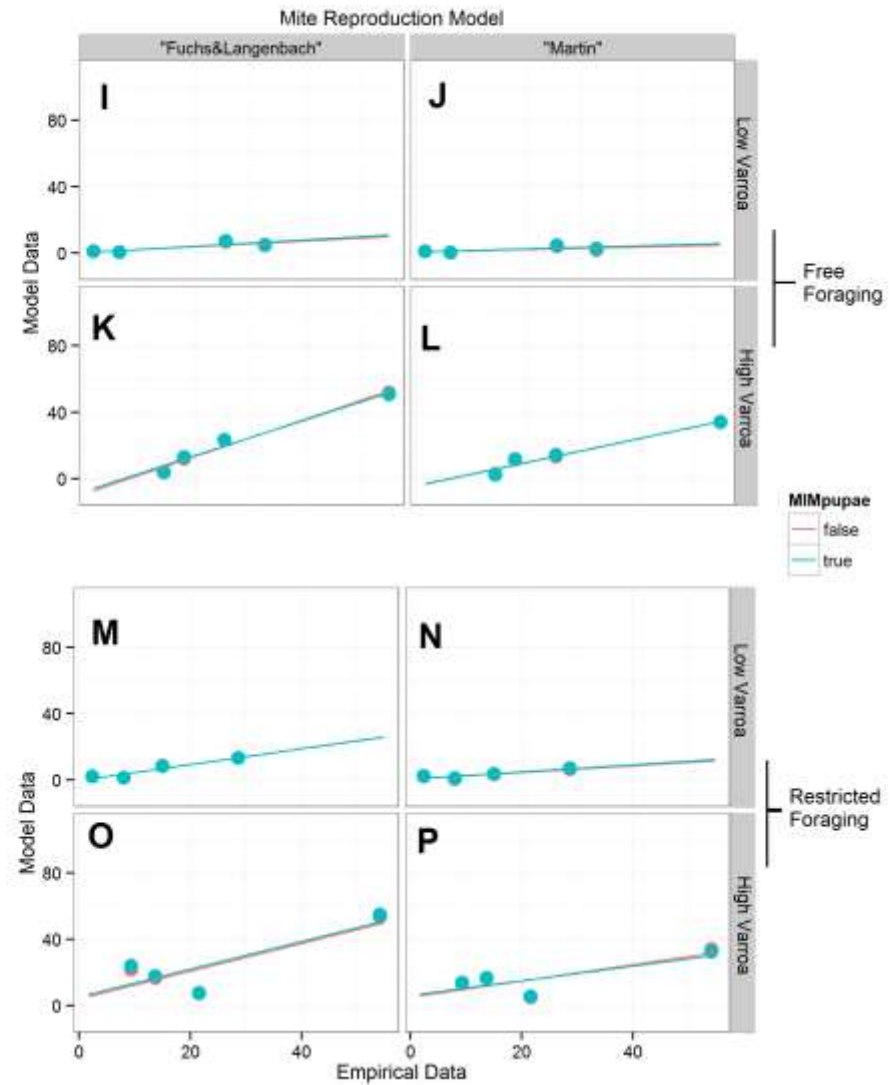 Mite Reproduction Model
"Fuchs&Langenbach"
"Martin"
I
J
80
40
0
Low Varroa
K
L
80
40
0
High Varroa
Model Data
Free
Foraging
MIMpupae
false
true
M
N
80
40
0
Low Varroa
O
P
80
40
0
High Varroa
Model Data
Restricted
Foraging
0 20 40 0 20 40
Empirical Data